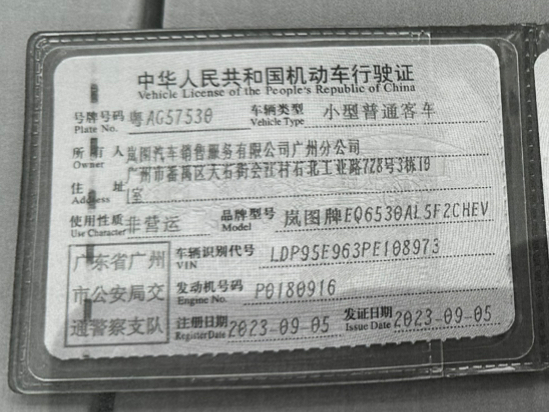 中华人民共和国机动车行驶证
Vehicle License of the People's Republic of China
号牌号码 粤AG57530 车辆类型 小型普通客车
Plate No. Vehicle Type
所有人 岚图汽车销售服务有限公司广州分公司
Owner
广州市番禺区大石街会江村石北工业路728号3栋19
住址 室
Address
使用性质 非营运 品牌型号 岚图牌EQ6530AL5F2CHEV
Use Character Model
广东省广州 车辆识别代号 LDP95E963PE108973
VIN
市公安局交 发动机号码 P0180916
Engine No.
通警察支队 注册日期 2023-09-05 发证日期 2023-09-05
Register Date Issue Date